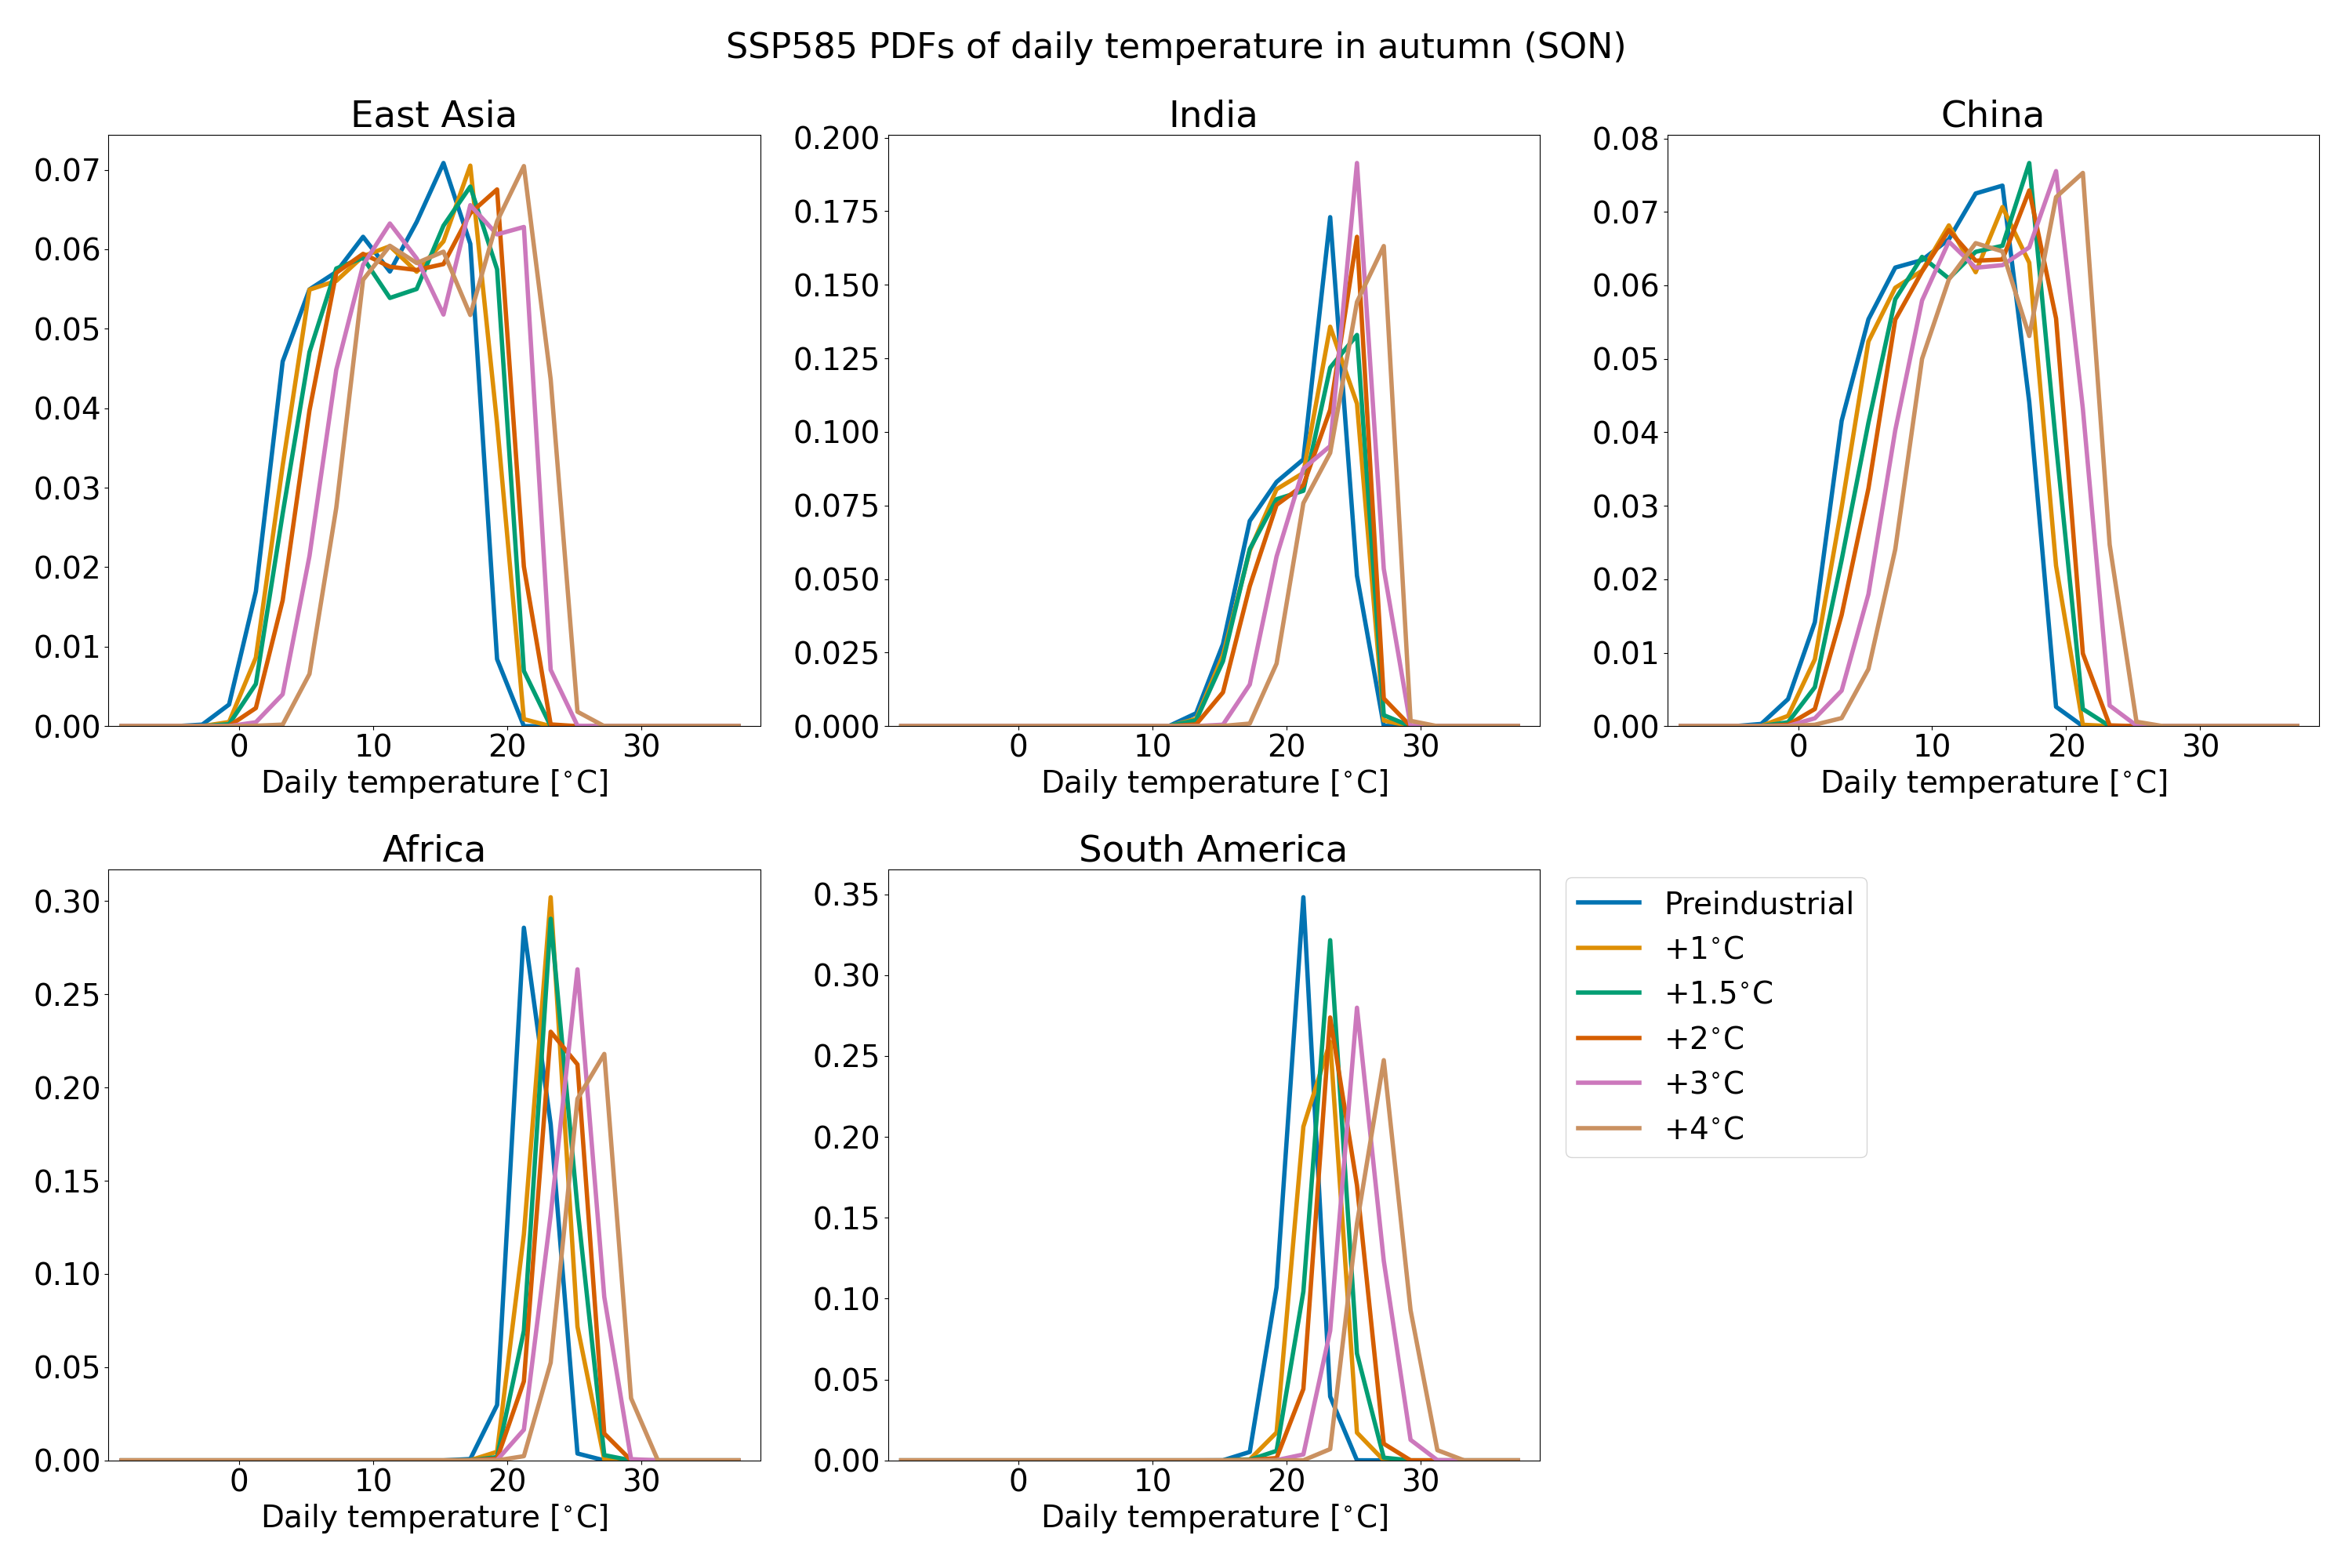 SSP585 PDFs of daily temperature in autumn (SON)
East Asia
0.07
0.06
0.05
0.04
0.03
0.02
0.01
0.00
0 10 20 30
Daily temperature [°C]
India
0.200
0.175
0.150
0.125
0.100
0.075
0.050
0.025
0.000
0 10 20 30
Daily temperature [°C]
China
0.08
0.07
0.06
0.05
0.04
0.03
0.02
0.01
0.00
0 10 20 30
Daily temperature [°C]
Africa
0.30
0.25
0.20
0.15
0.10
0.05
0.00
0 10 20 30
Daily temperature [°C]
South America
0.35
0.30
0.25
0.20
0.15
0.10
0.05
0.00
0 10 20 30
Daily temperature [°C]
Preindustrial
+1°C
+1.5°C
+2°C
+3°C
+4°C